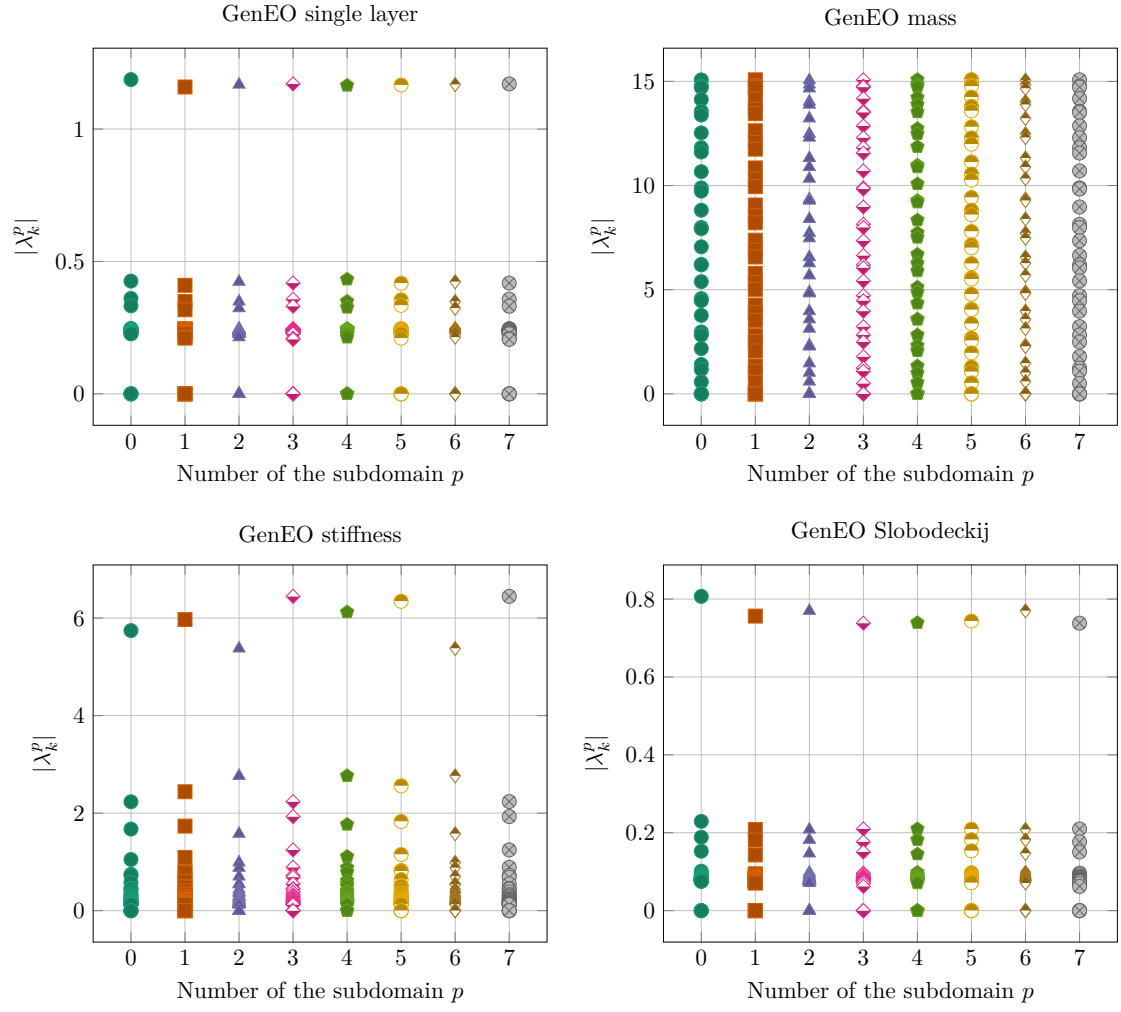 GenEO single layer
1
0.5
0
|λ_k^p|
0 1 2 3 4 5 6 7
Number of the subdomain p
GenEO mass
15
10
5
0
|λ_k^p|
0 1 2 3 4 5 6 7
Number of the subdomain p
GenEO stiffness
6
4
2
0
|λ_k^p|
0 1 2 3 4 5 6 7
Number of the subdomain p
GenEO Slobodeckij
0.8
0.6
0.4
0.2
0
|λ_k^p|
0 1 2 3 4 5 6 7
Number of the subdomain p